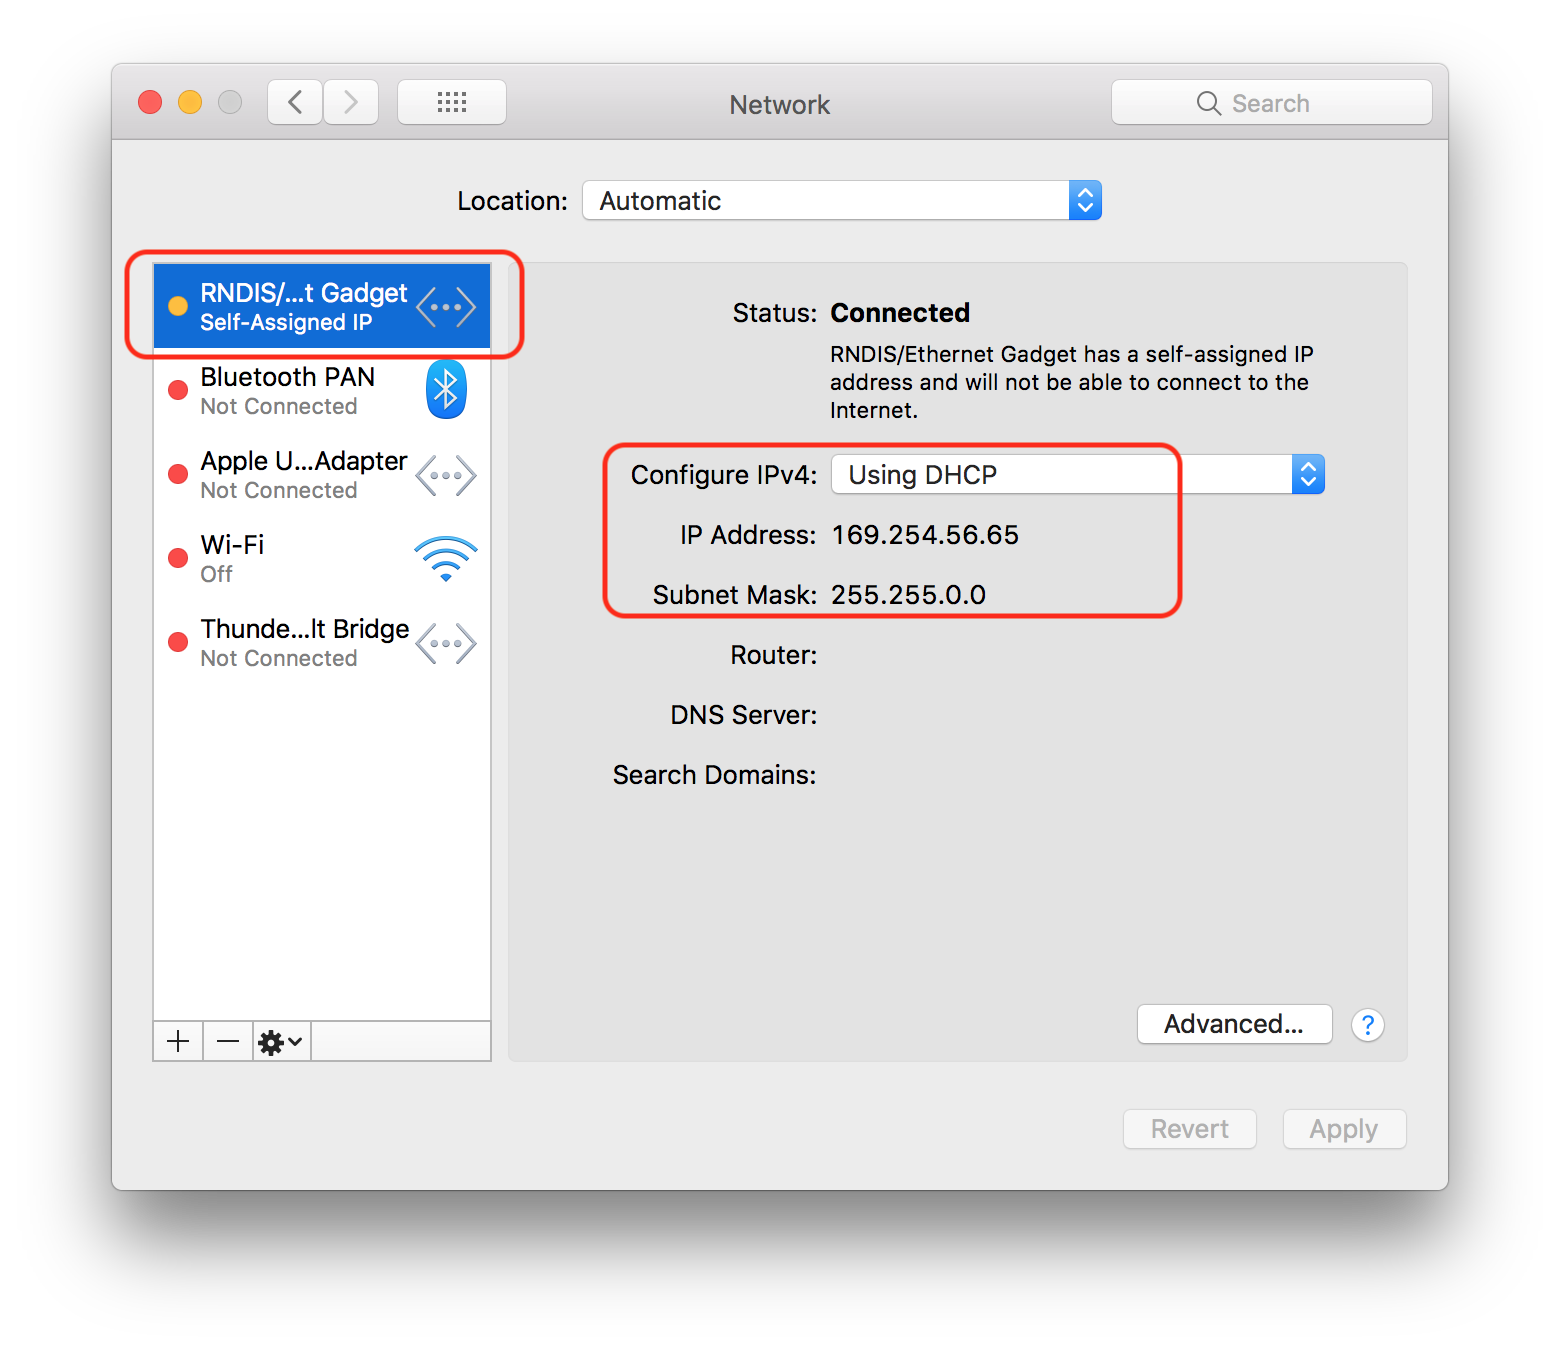 Network
Search
Location: Automatic
RNDIS/...t Gadget
Self-Assigned IP
Bluetooth PAN
Not Connected
Apple U...Adapter
Not Connected
Wi-Fi
Off
Thunde...lt Bridge
Not Connected
Status: Connected
RNDIS/Ethernet Gadget has a self-assigned IP
address and will not be able to connect to the
Internet.
Configure IPv4: Using DHCP
IP Address: 169.254.56.65
Subnet Mask: 255.255.0.0
Router:
DNS Server:
Search Domains:
Advanced...
?
Revert
Apply